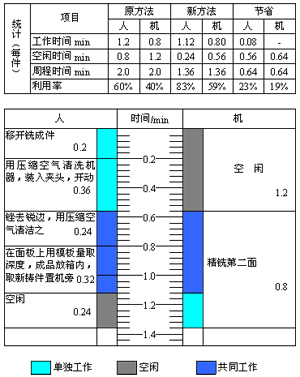 统计（每件）
项目 原方法 新方法 节省
人 机 人 机 人 机
工作时间 min 1.2 0.8 1.12 0.80 0.08 -
空闲时间 min 0.8 1.2 0.24 0.56 0.56 0.64
周程时间 min 2.0 2.0 1.36 1.36 0.64 0.64
利用率 60% 40% 83% 59% 23% 19%
人 时间/min 机
移开铣成件
0.2
用压缩空气清洗机
器，装入夹头，开动
0.36
锉去锐边，用压缩空
气清洁之
0.24
在面板上用模板量取
深度，成品放箱内，
取新铸件置机旁
0.32
空闲
0.24
0.2
0.4
0.6
0.8
1.0
1.2
1.4
空 闲
1.2
精铣第二面
0.8
单独工作 空闲 共同工作